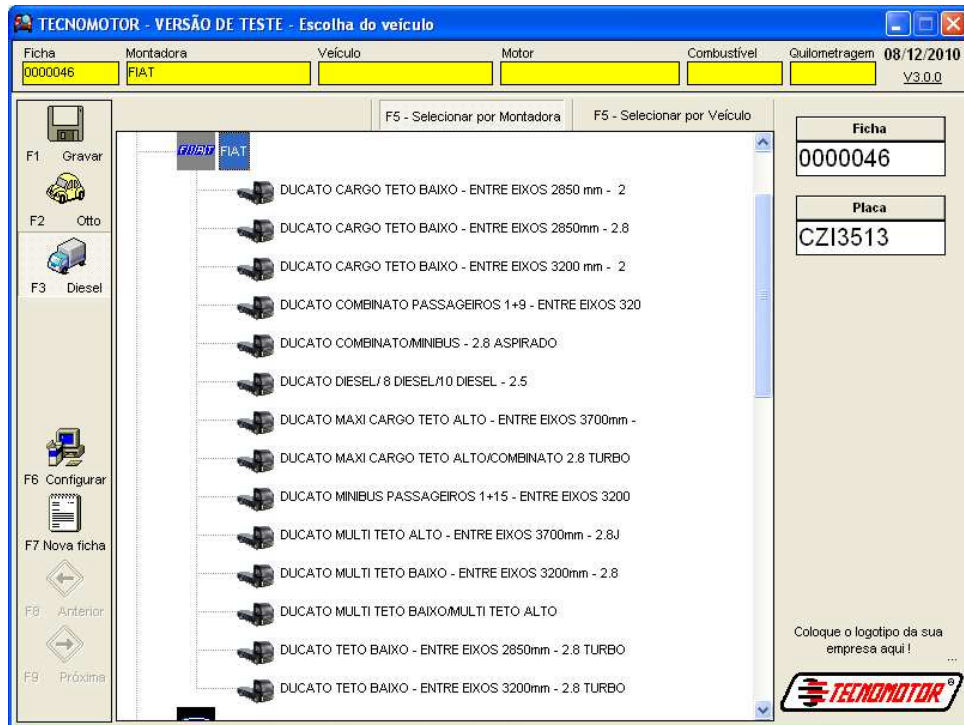 TECNOMOTOR - VERSÃO DE TESTE - Escolha do veículo
Ficha Montadora Veículo Motor Combustível Quilometragem 08/12/2010
0000046 FIAT V3.0.0
F5 - Selecionar por Montadora F5 - Selecionar por Veículo
F1 Gravar
F2 Otto
F3 Diesel
F6 Configurar
F7 Nova ficha
F8 Anterior
F9 Próxima
FIAT FIAT
DUCATO CARGO TETO BAIXO - ENTRE EIXOS 2850 mm - 2
DUCATO CARGO TETO BAIXO - ENTRE EIXOS 2850mm - 2.8
DUCATO CARGO TETO BAIXO - ENTRE EIXOS 3200 mm - 2
DUCATO COMBINATO PASSAGEIROS 1+9 - ENTRE EIXOS 320
DUCATO COMBINATO/MINIBUS - 2.8 ASPIRADO
DUCATO DIESEL/ 8 DIESEL/10 DIESEL - 2.5
DUCATO MAXI CARGO TETO ALTO - ENTRE EIXOS 3700mm -
DUCATO MAXI CARGO TETO ALTO/COMBINATO 2.8 TURBO
DUCATO MINIBUS PASSAGEIROS 1+15 - ENTRE EIXOS 3200
DUCATO MULTI TETO ALTO - ENTRE EIXOS 3700mm - 2.8J
DUCATO MULTI TETO BAIXO - ENTRE EIXOS 3200mm - 2.8
DUCATO MULTI TETO BAIXO/MULTI TETO ALTO
DUCATO TETO BAIXO - ENTRE EIXOS 2850mm - 2.8 TURBO
DUCATO TETO BAIXO - ENTRE EIXOS 3200mm - 2.8 TURBO
Ficha
0000046
Placa
CZI3513
Coloque o logotipo da sua
empresa aqui !
...
TECNOMOTOR®